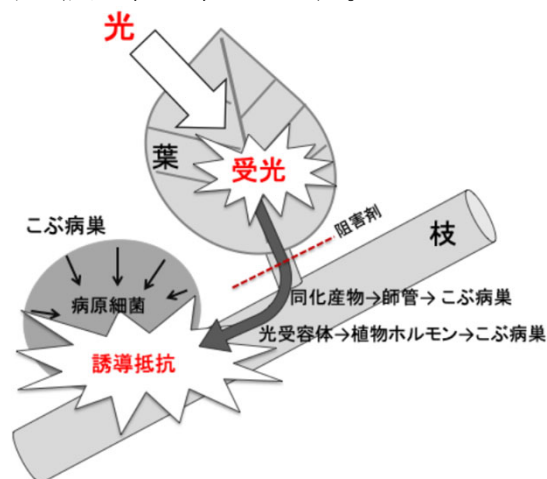 光
葉
受光
こぶ病巣
阻害剤
枝
病原細菌
同化産物→師管→ こぶ病巣
光受容体→植物ホルモン→こぶ病巣
誘導抵抗